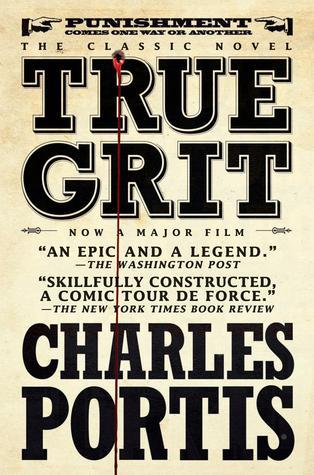 PUNISHMENT
COMES ONE WAY OR ANOTHER
THE CLASSIC NOVEL
TRUE
GRIT
NOW A MAJOR FILM
“AN EPIC AND A LEGEND.”
—THE WASHINGTON POST
“SKILLFULLY CONSTRUCTED,
A COMIC TOUR DE FORCE.”
—THE NEW YORK TIMES BOOK REVIEW
CHARLES
PORTIS